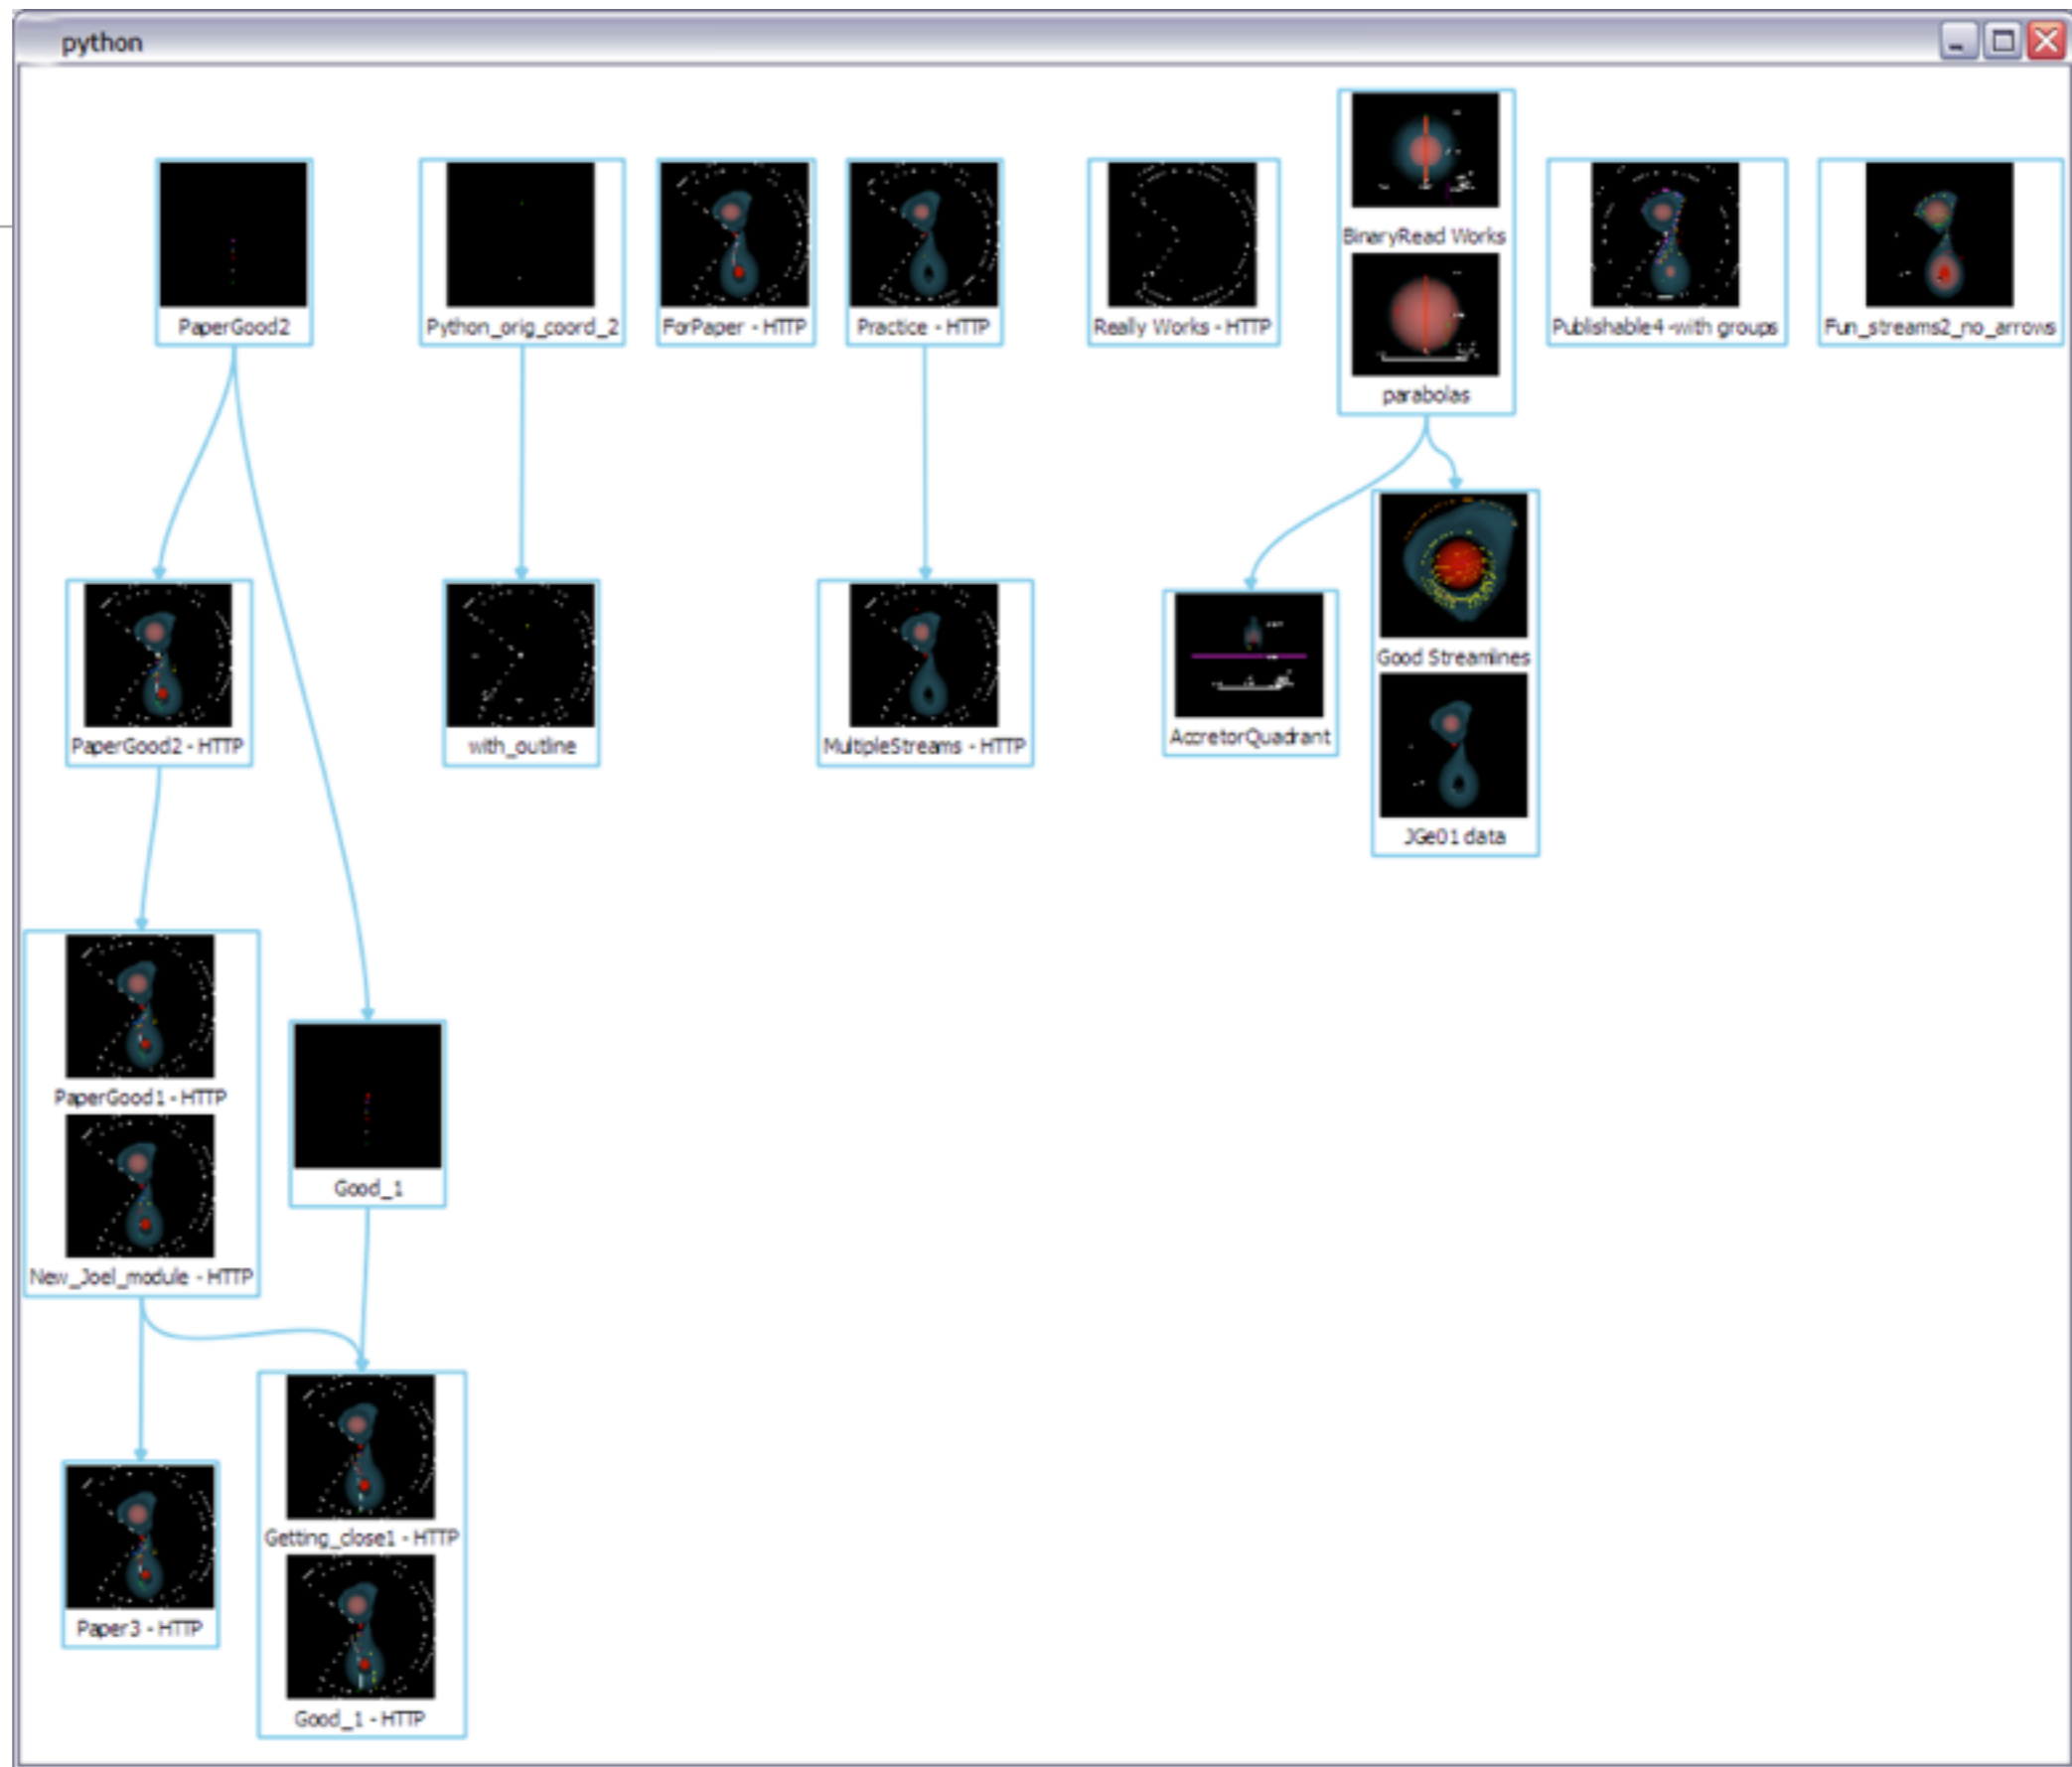 python
PaperGood2
Python_orig_coord_2
ForPaper - HTTP
Practice - HTTP
Really Works - HTTP
BinaryRead Works
parabolas
Publishable4 -with groups
Fun_streams2_no_arrows
PaperGood2 - HTTP
with_outline
MultipleStreams - HTTP
AccretorQuadrant
Good Streamlines
JGe01 data
PaperGood1 - HTTP
New_Joel_module - HTTP
Good_1
Paper3 - HTTP
Getting_close1 - HTTP
Good_1 - HTTP